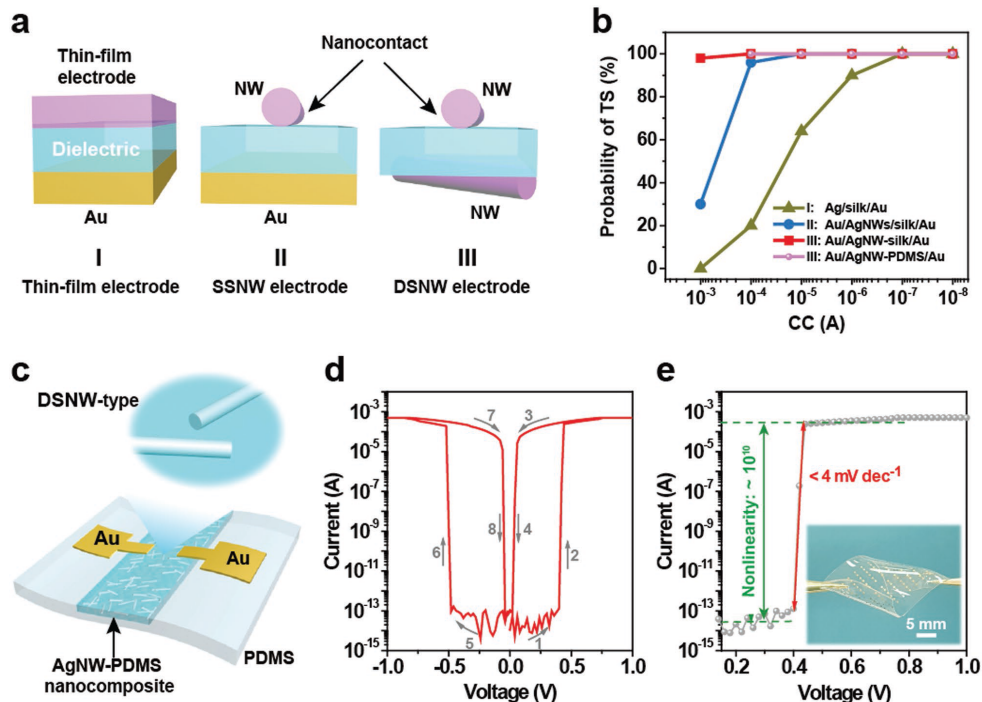 a
Thin-film
electrode
Nanocontact
NW
NW
Dielectric
Au
Au
NW
I
II
III
Thin-film electrode
SSNW electrode
DSNW electrode
b
Probability of TS (%)
100
80
60
40
20
0
I: Ag/silk/Au
II: Au/AgNWs/silk/Au
III: Au/AgNW-silk/Au
III: Au/AgNW-PDMS/Au
10⁻³ 10⁻⁴ 10⁻⁵ 10⁻⁶ 10⁻⁷ 10⁻⁸
CC (A)
c
DSNW-type
Au
Au
AgNW-PDMS
nanocomposite
PDMS
d
Current (A)
10⁻³
10⁻⁵
10⁻⁷
10⁻⁹
10⁻¹¹
10⁻¹³
10⁻¹⁵
7
3
8
4
6
2
5
1
-1.0 -0.5 0.0 0.5 1.0
Voltage (V)
e
Current (A)
10⁻³
10⁻⁵
10⁻⁷
10⁻⁹
10⁻¹¹
10⁻¹³
10⁻¹⁵
Nonlinearity: ~ 10¹⁰
< 4 mV dec⁻¹
5 mm
0.2 0.4 0.6 0.8 1.0
Voltage (V)